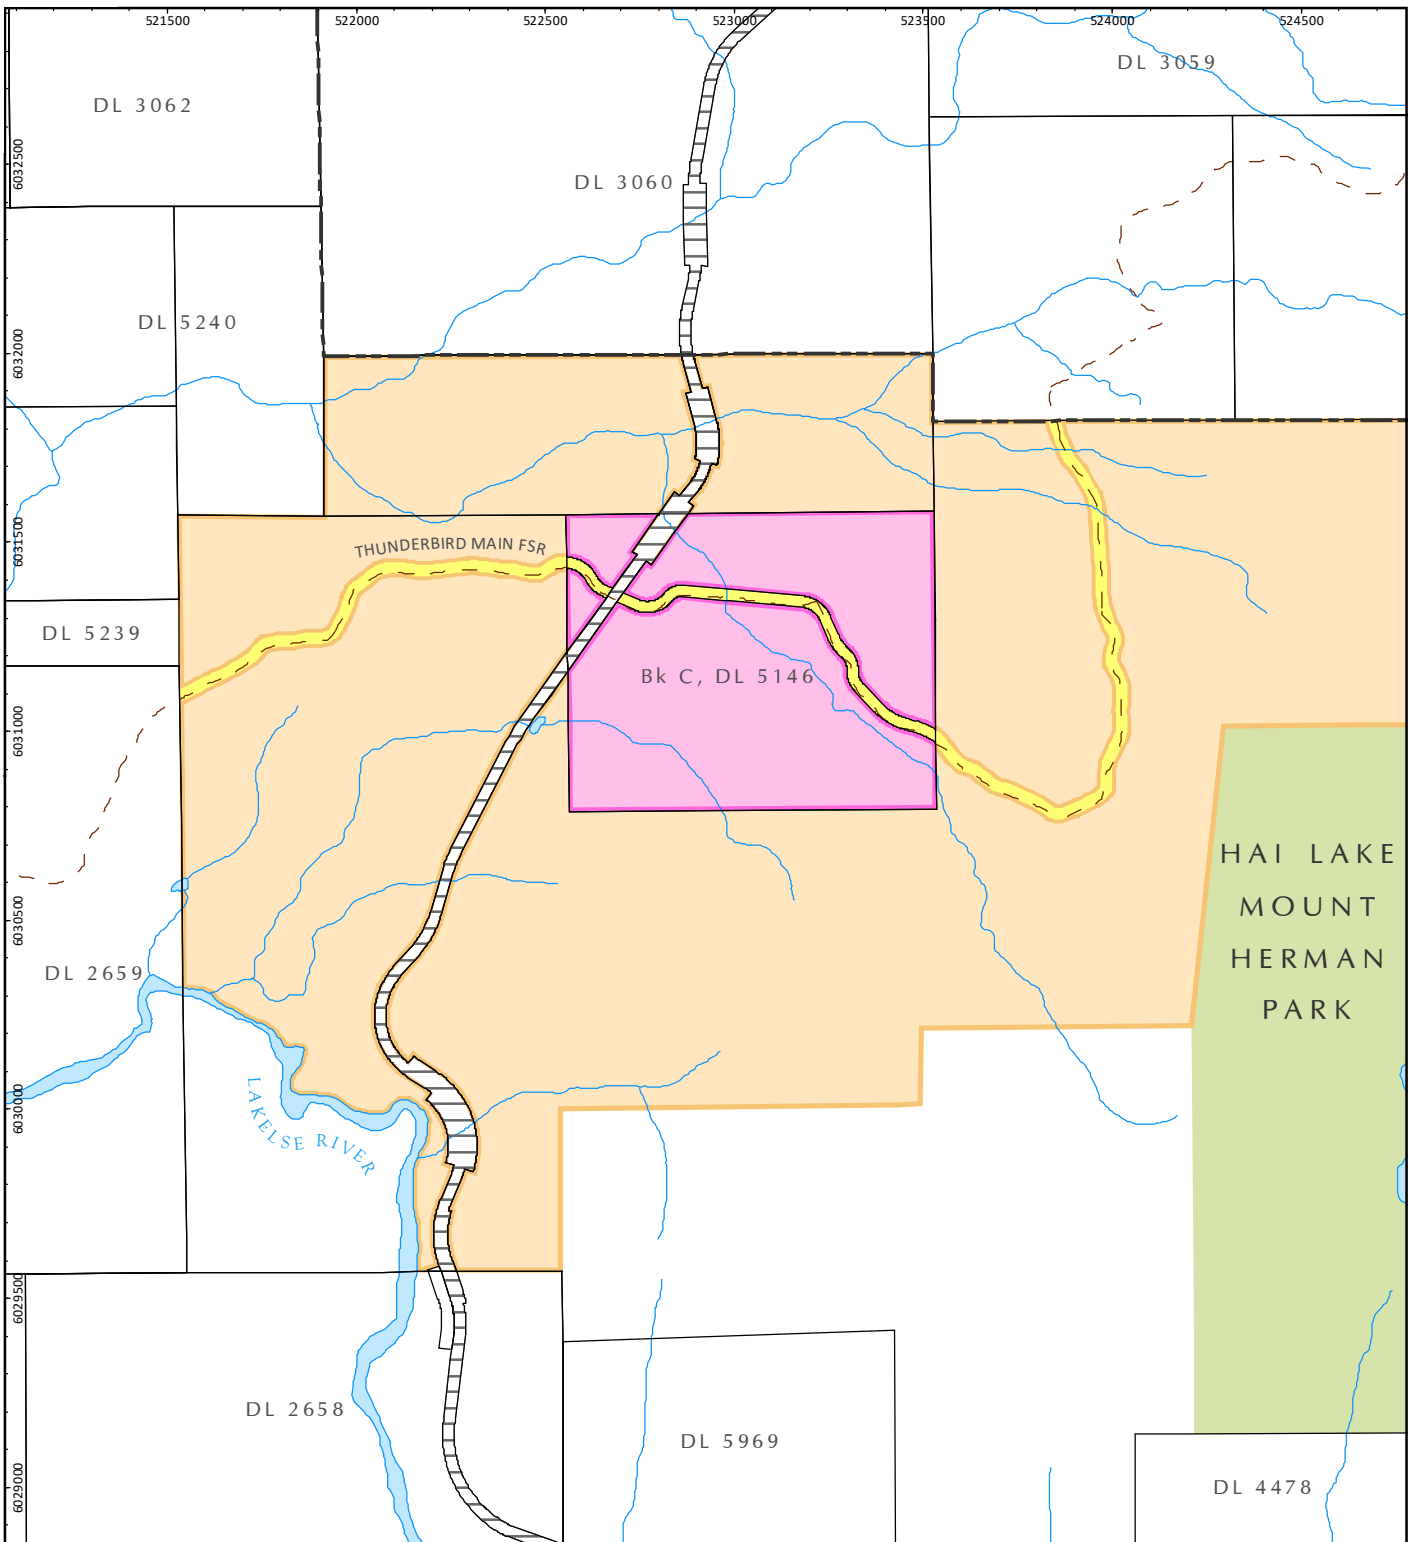 521500
522000
522500
523000
523500
524000
524500
DL 3059
DL 3062
6032500
DL 3060
DL 5240
6032000
6031500
THUNDERBIRD MAIN FSR
DL 5239
Bk C, DL 5146
6031000
HAI LAKE
MOUNT
HERMAN
PARK
6030500
DL 2659
6030000
LAKELSE RIVER
6029500
DL 2658
DL 5969
6029000
DL 4478